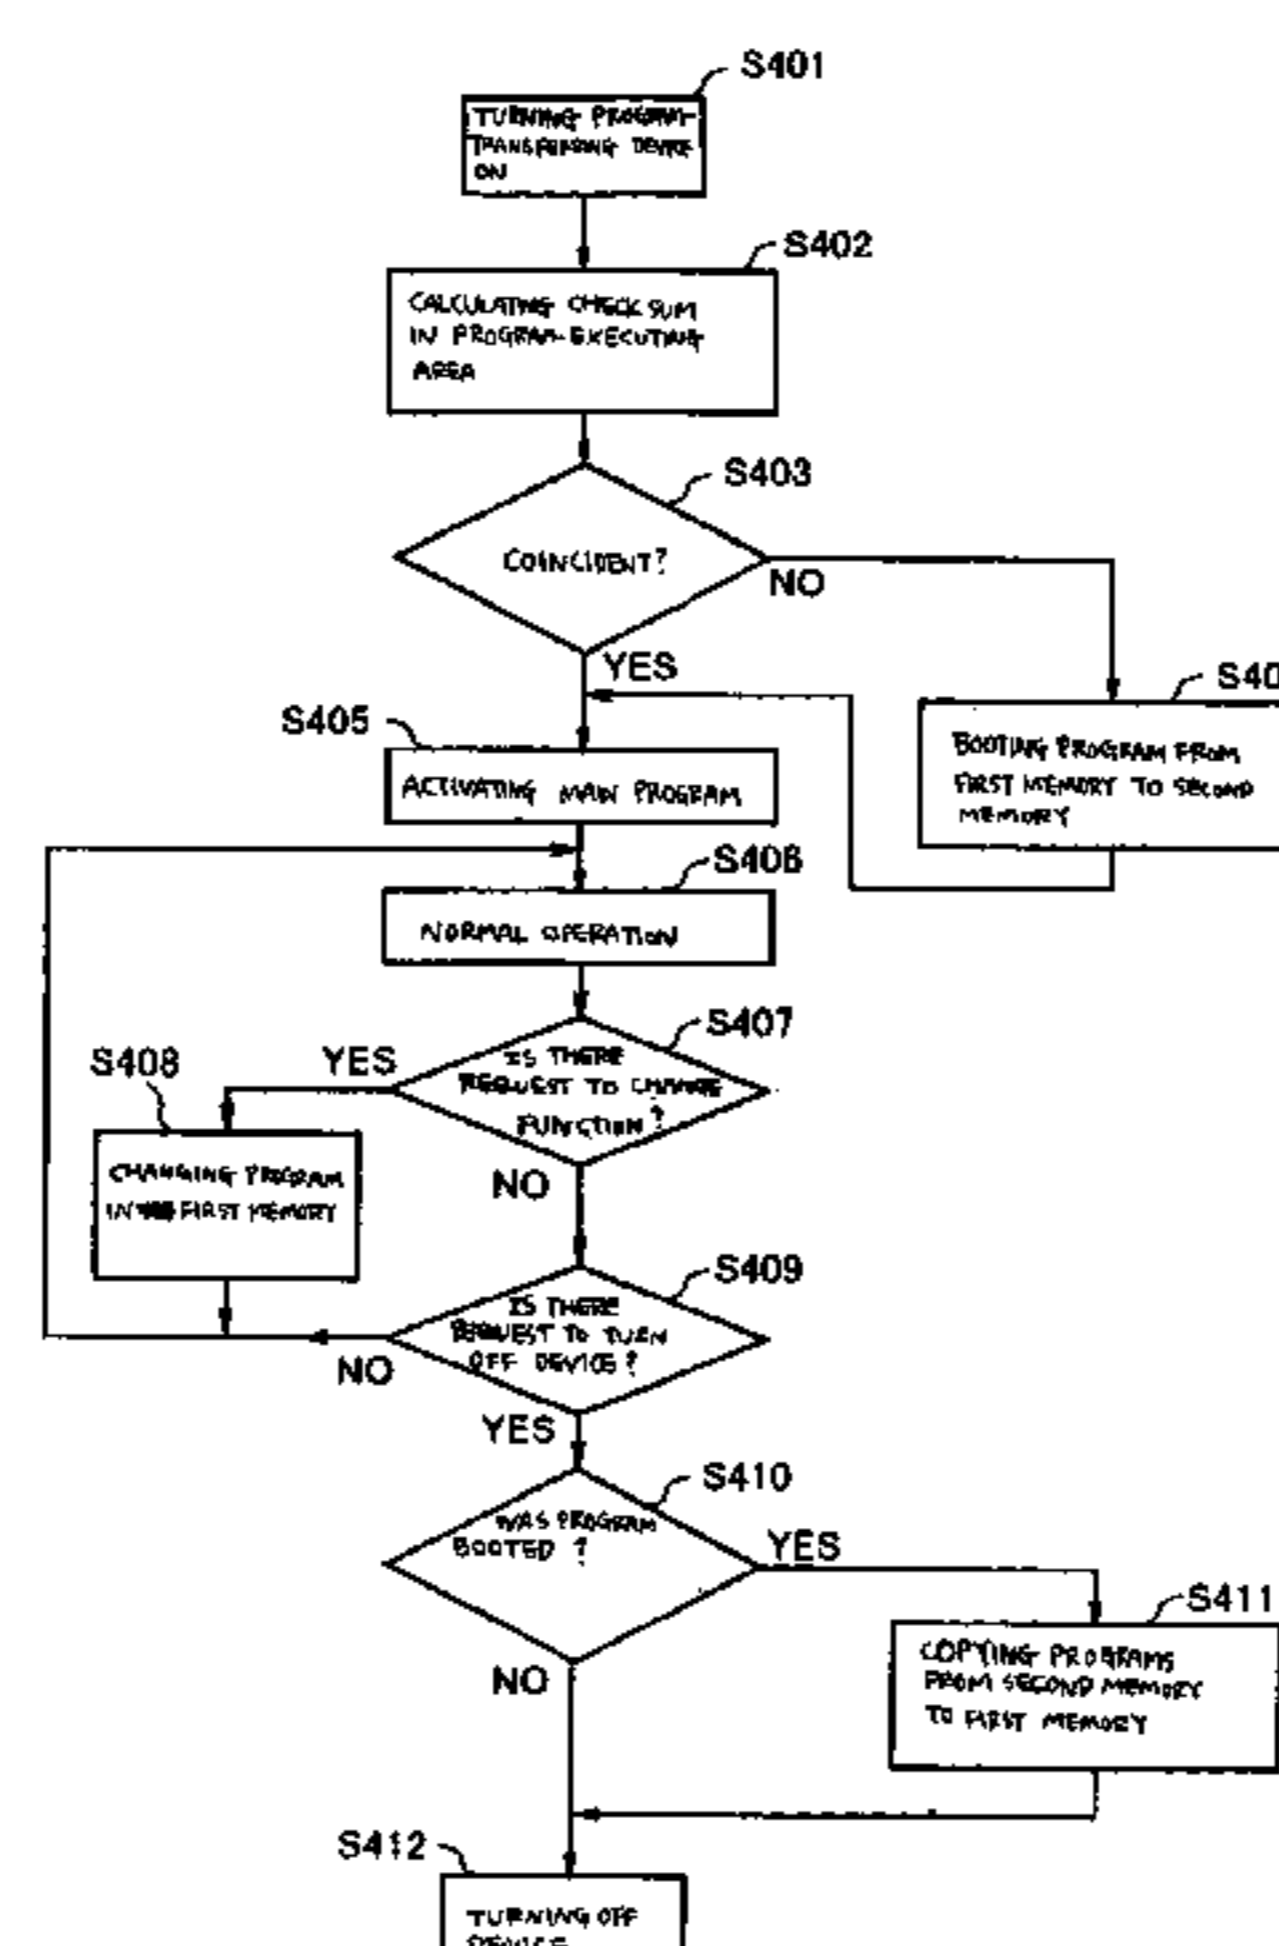 S401
TURNING PROGRAM-
TRANSFERRING DEVICE
ON
S402
CALCULATING CHECK SUM
IN PROGRAM-EXECUTING
AREA
S403
COINCIDENT?
NO
YES
S40
BOOTING PROGRAM FROM
FIRST MEMORY TO SECOND
MEMORY
S405
ACTIVATING MAIN PROGRAM
S406
NORMAL OPERATION
S407
IS THERE
REQUEST TO CHANGE
FUNCTION?
YES
NO
S408
CHANGING PROGRAM
IN FIRST MEMORY
S409
IS THERE
REQUEST TO TURN
OFF DEVICE?
NO
YES
S410
WAS PROGRAM
BOOTED?
YES
NO
S411
COPYING PROGRAMS
FROM SECOND MEMORY
TO FIRST MEMORY
S412
TURNING OFF
DEVICE